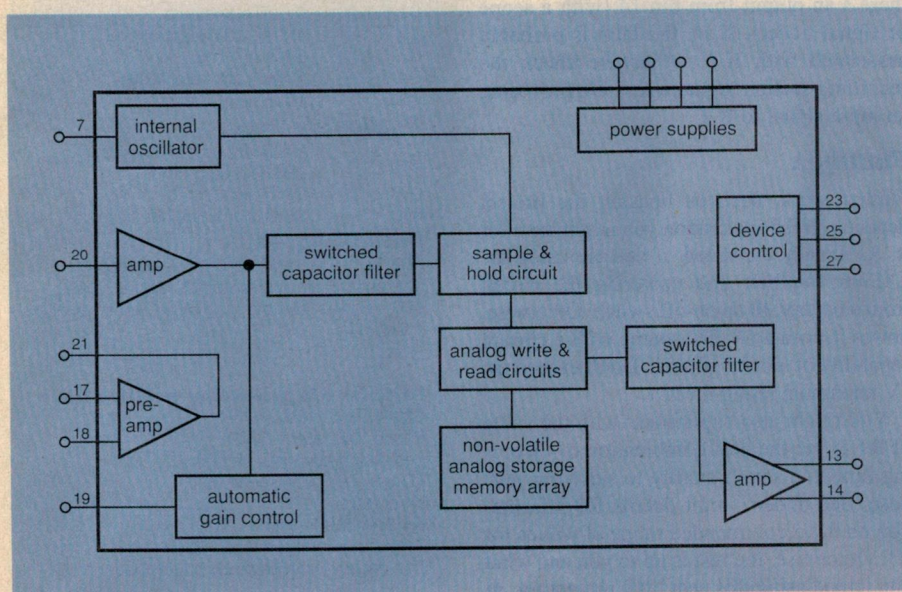 7
internal
oscillator
power supplies
20
amp
switched
capacitor filter
sample &
hold circuit
device
control
23
25
27
21
17
18
pre-
amp
analog write &
read circuits
switched
capacitor filter
non-volatile
analog storage
memory array
19
automatic
gain control
amp
13
14